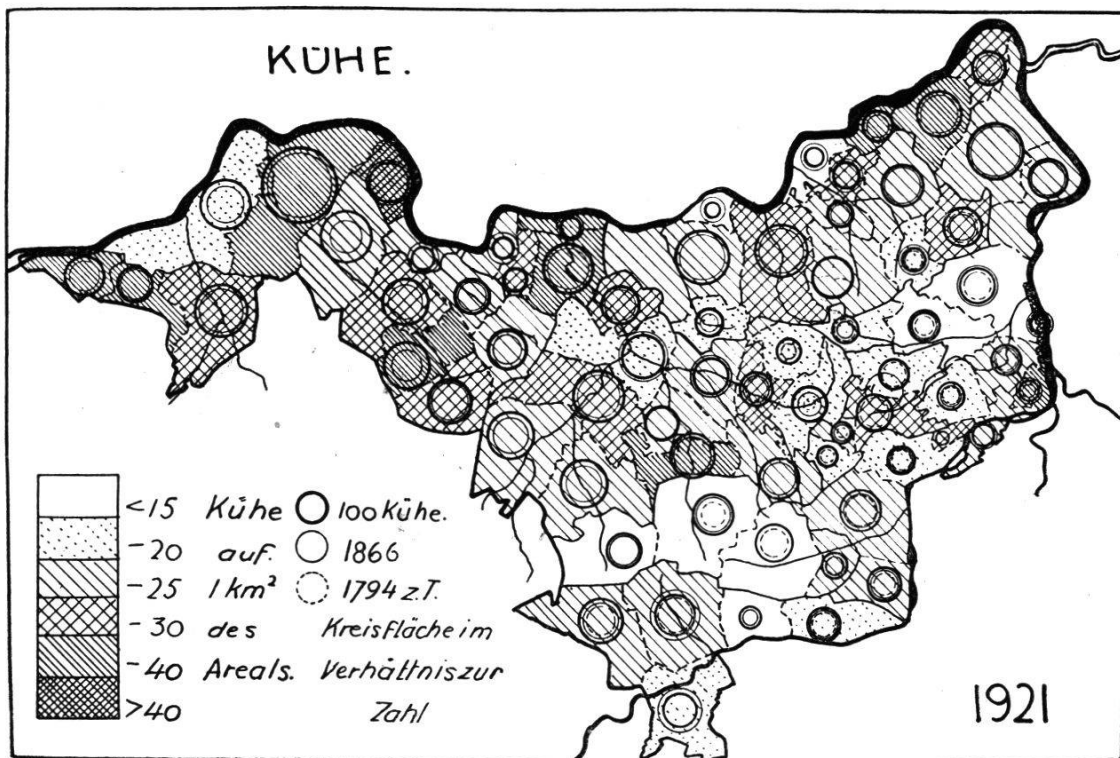 KÜHE.
<15 Kühe 100 Kühe.
-20 auf. 1866
-25 1 km² 1794 z.T.
-30 des Kreisfläche im
-40 Areals. Verhältnis zur
>40 Zahl
1921